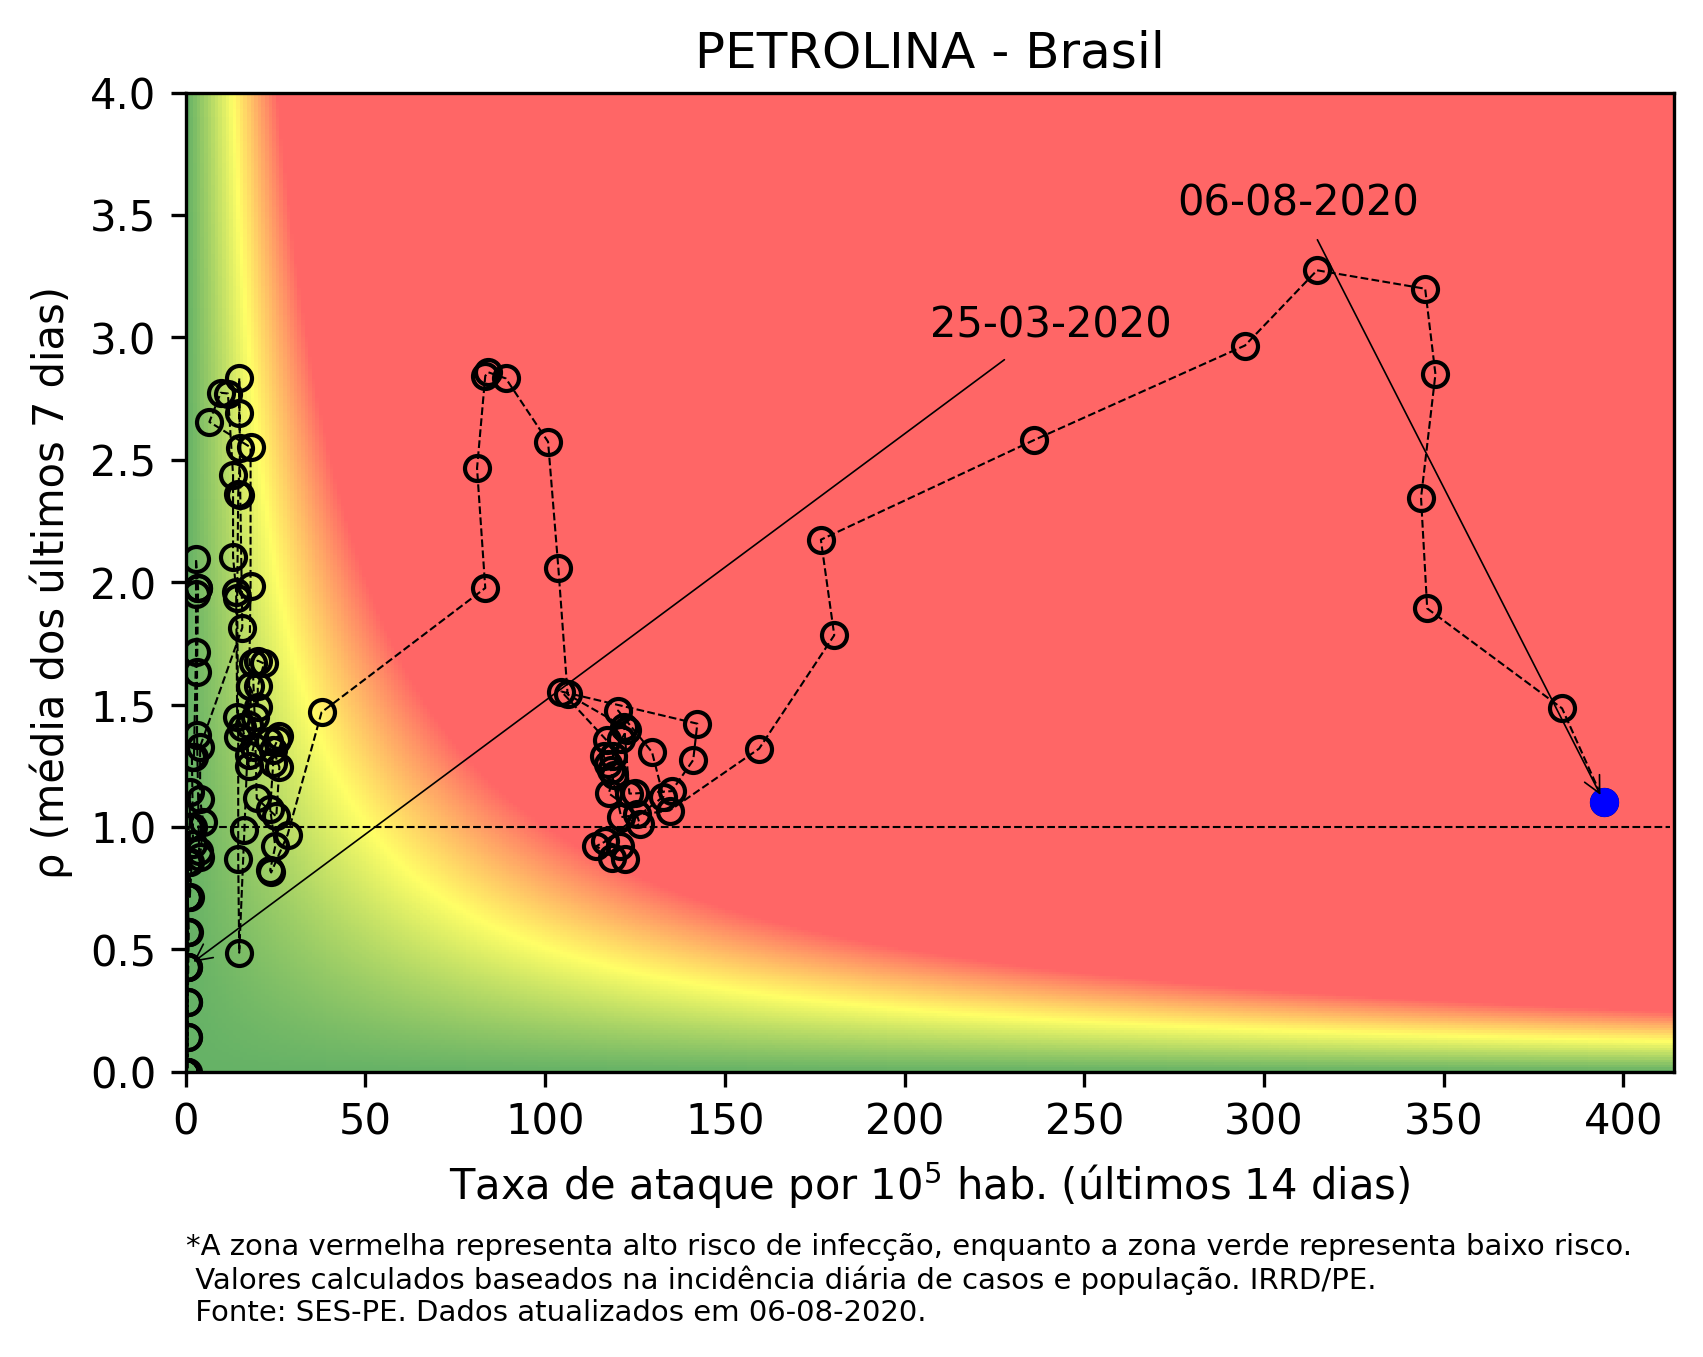 PETROLINA - Brasil
4.0
3.5
3.0
2.5
2.0
1.5
1.0
0.5
0.0
ρ (média dos últimos 7 dias)
06-08-2020
25-03-2020
0 50 100 150 200 250 300 350 400
Taxa de ataque por 10⁵ hab. (últimos 14 dias)
*A zona vermelha representa alto risco de infecção, enquanto a zona verde representa baixo risco.
Valores calculados baseados na incidência diária de casos e população. IRRD/PE.
Fonte: SES-PE. Dados atualizados em 06-08-2020.